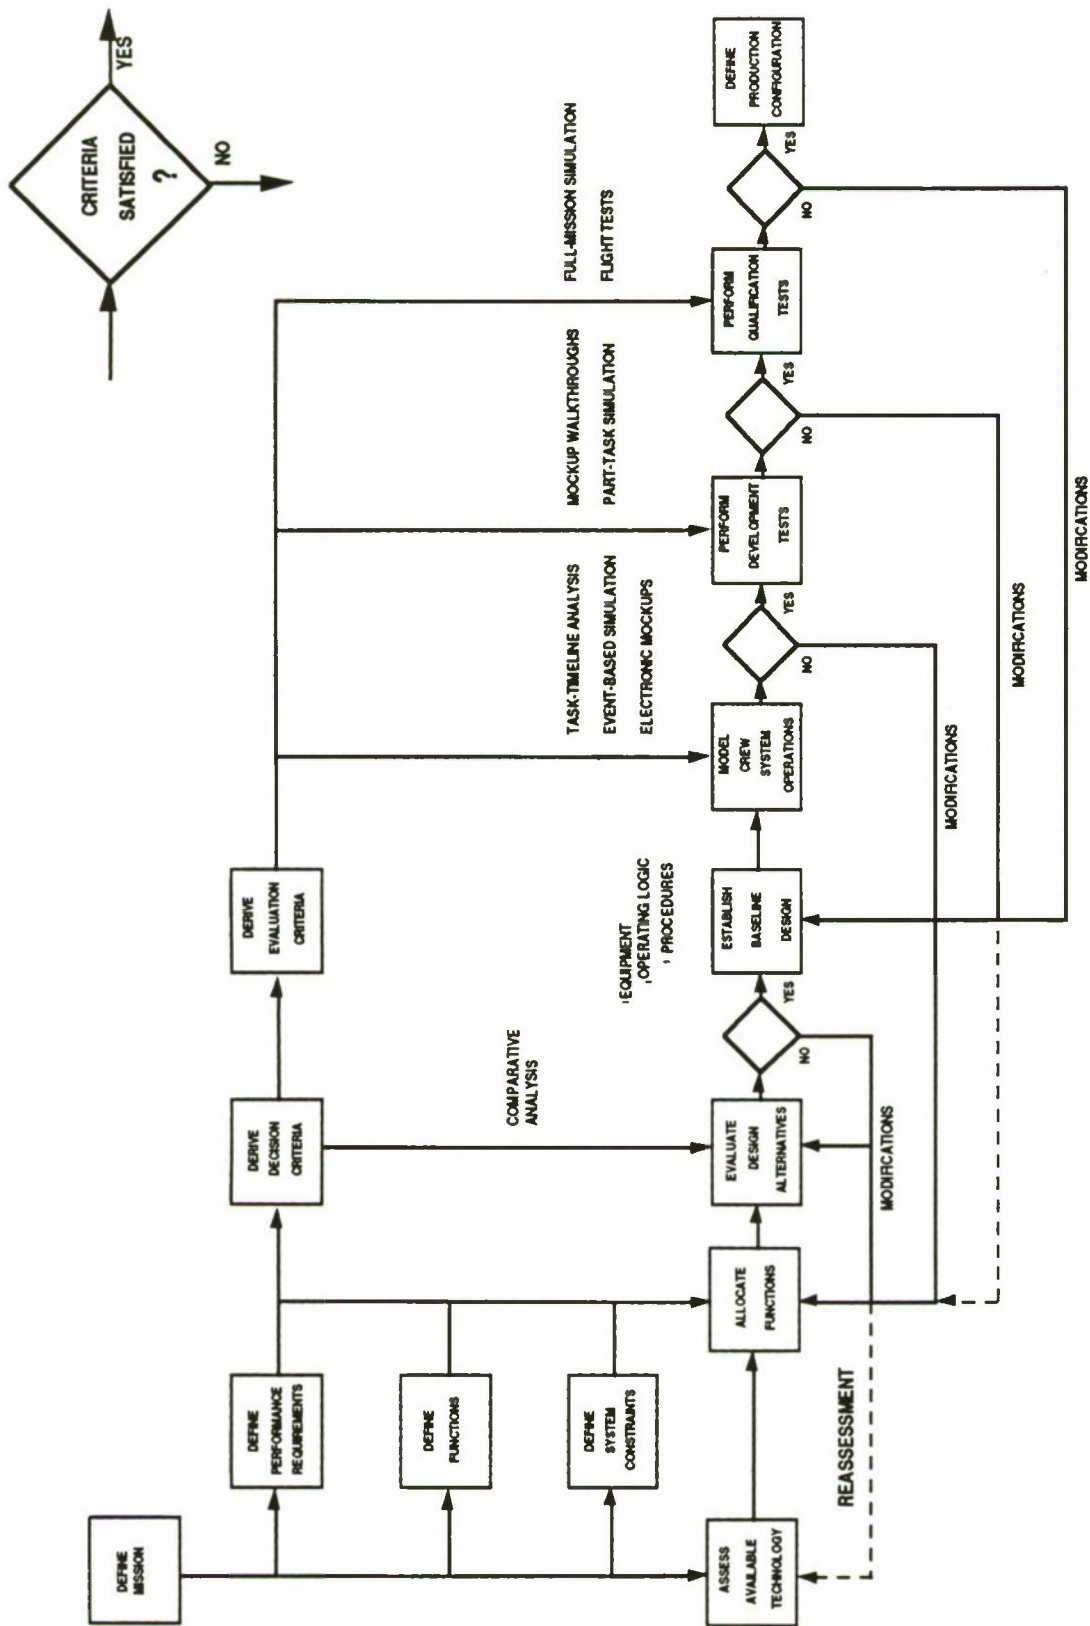 DEFINE
MISSION
DEFINE
PERFORMANCE
REQUIREMENTS
DEFINE
FUNCTIONS
DEFINE
SYSTEM
CONSTRAINTS
ASSESS
AVAILABLE
TECHNOLOGY
REASSESSMENT
ALLOCATE
FUNCTIONS
DERIVE
DECISION
CRITERIA
COMPARATIVE
ANALYSIS
EVALUATE
DESIGN
ALTERNATIVES
MODIFICATIONS
NO
YES
DERIVE
EVALUATION
CRITERIA
EQUIPMENT
OPERATING LOGIC
PROCEDURES
ESTABLISH
BASELINE
DESIGN
TASK-TIMELINE ANALYSIS
EVENT-BASED SIMULATION
ELECTRONIC MOCKUPS
MODEL
CREW
SYSTEM
OPERATIONS
NO
YES
MODIFICATIONS
MOCKUP WALKTHROUGHS
PART-TASK SIMULATION
PERFORM
DEVELOPMENT
TESTS
NO
YES
MODIFICATIONS
FULL-MISSION SIMULATION
FLIGHT TESTS
PERFORM
QUALIFICATION
TESTS
NO
YES
MODIFICATIONS
DEFINE
PRODUCTION
CONFIGURATION
CRITERIA
SATISFIED
?
YES
NO